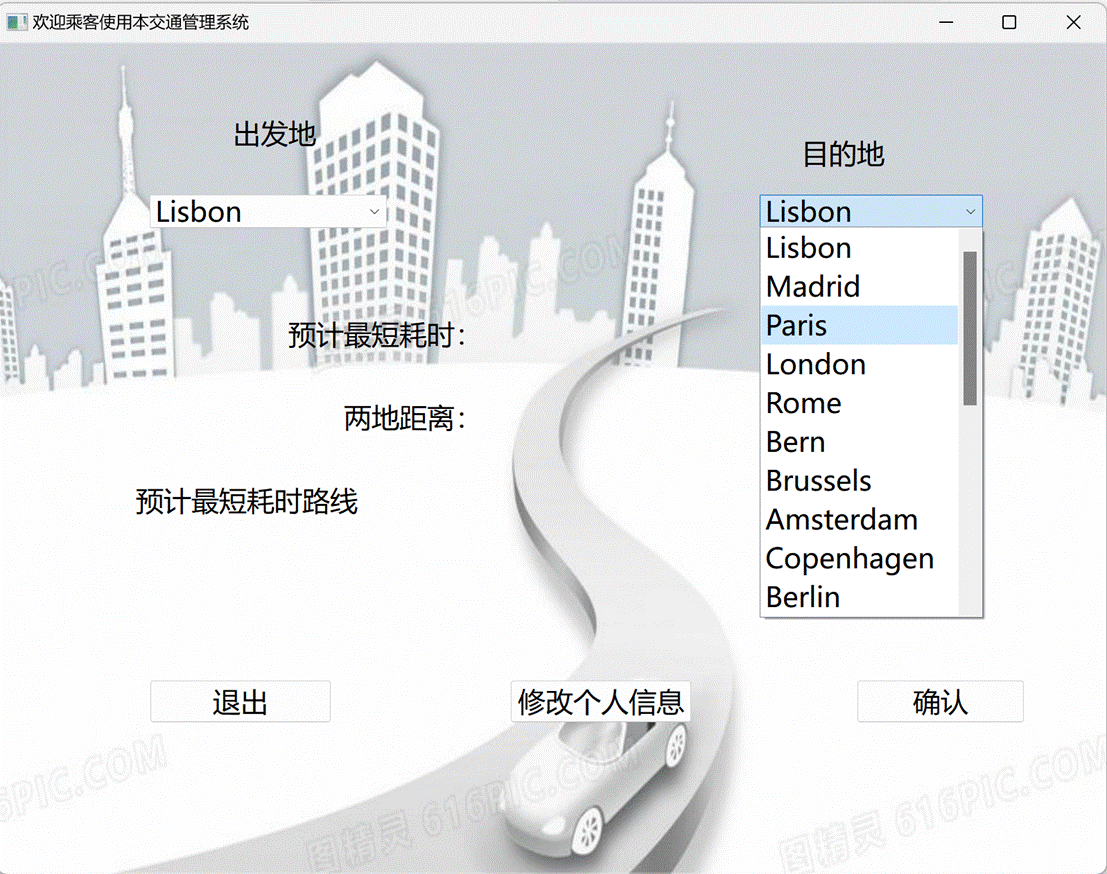 欢迎乘客使用本交通管理系统
出发地
目的地
Lisbon
Lisbon
Lisbon
Madrid
Paris
London
Rome
Bern
Brussels
Amsterdam
Copenhagen
Berlin
预计最短耗时：
两地距离：
预计最短耗时路线
退出
修改个人信息
确认
616PIC.COM
图精灵 616PIC.COM
图精灵 616PIC.COM